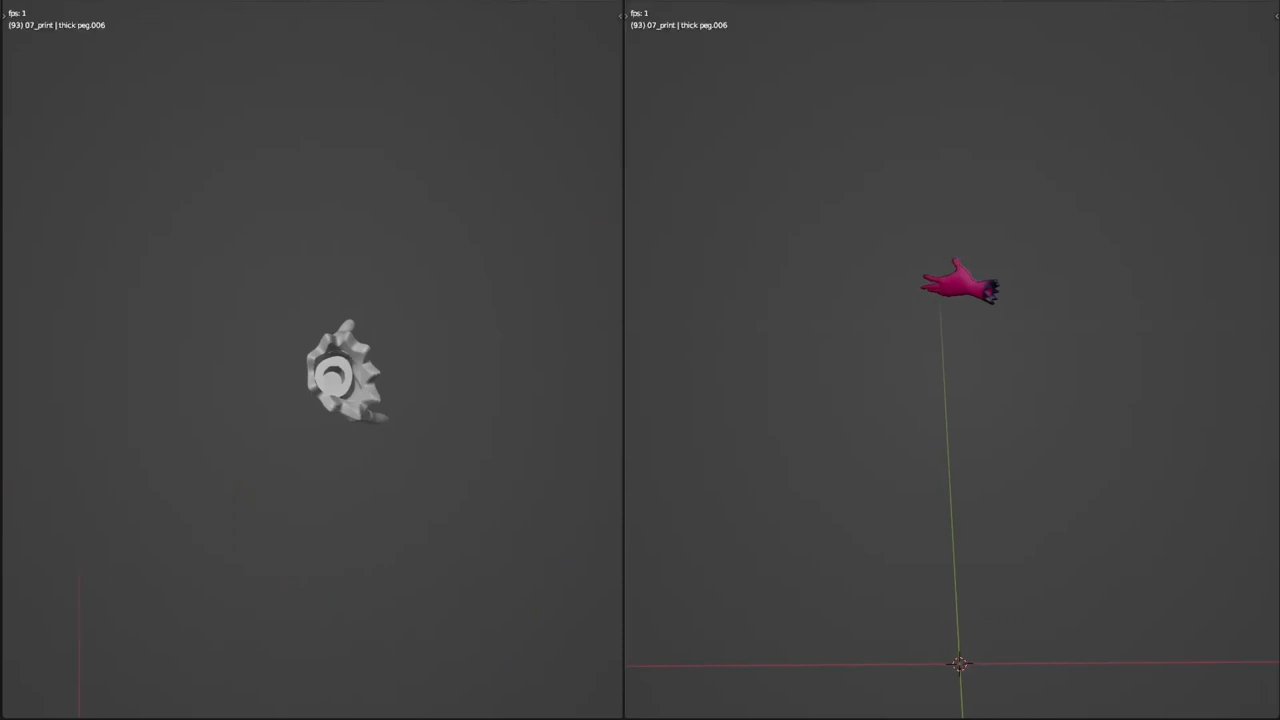 fps: 1
(93) 07_print | thick peg.006
fps: 1
(93) 07_print | thick peg.006